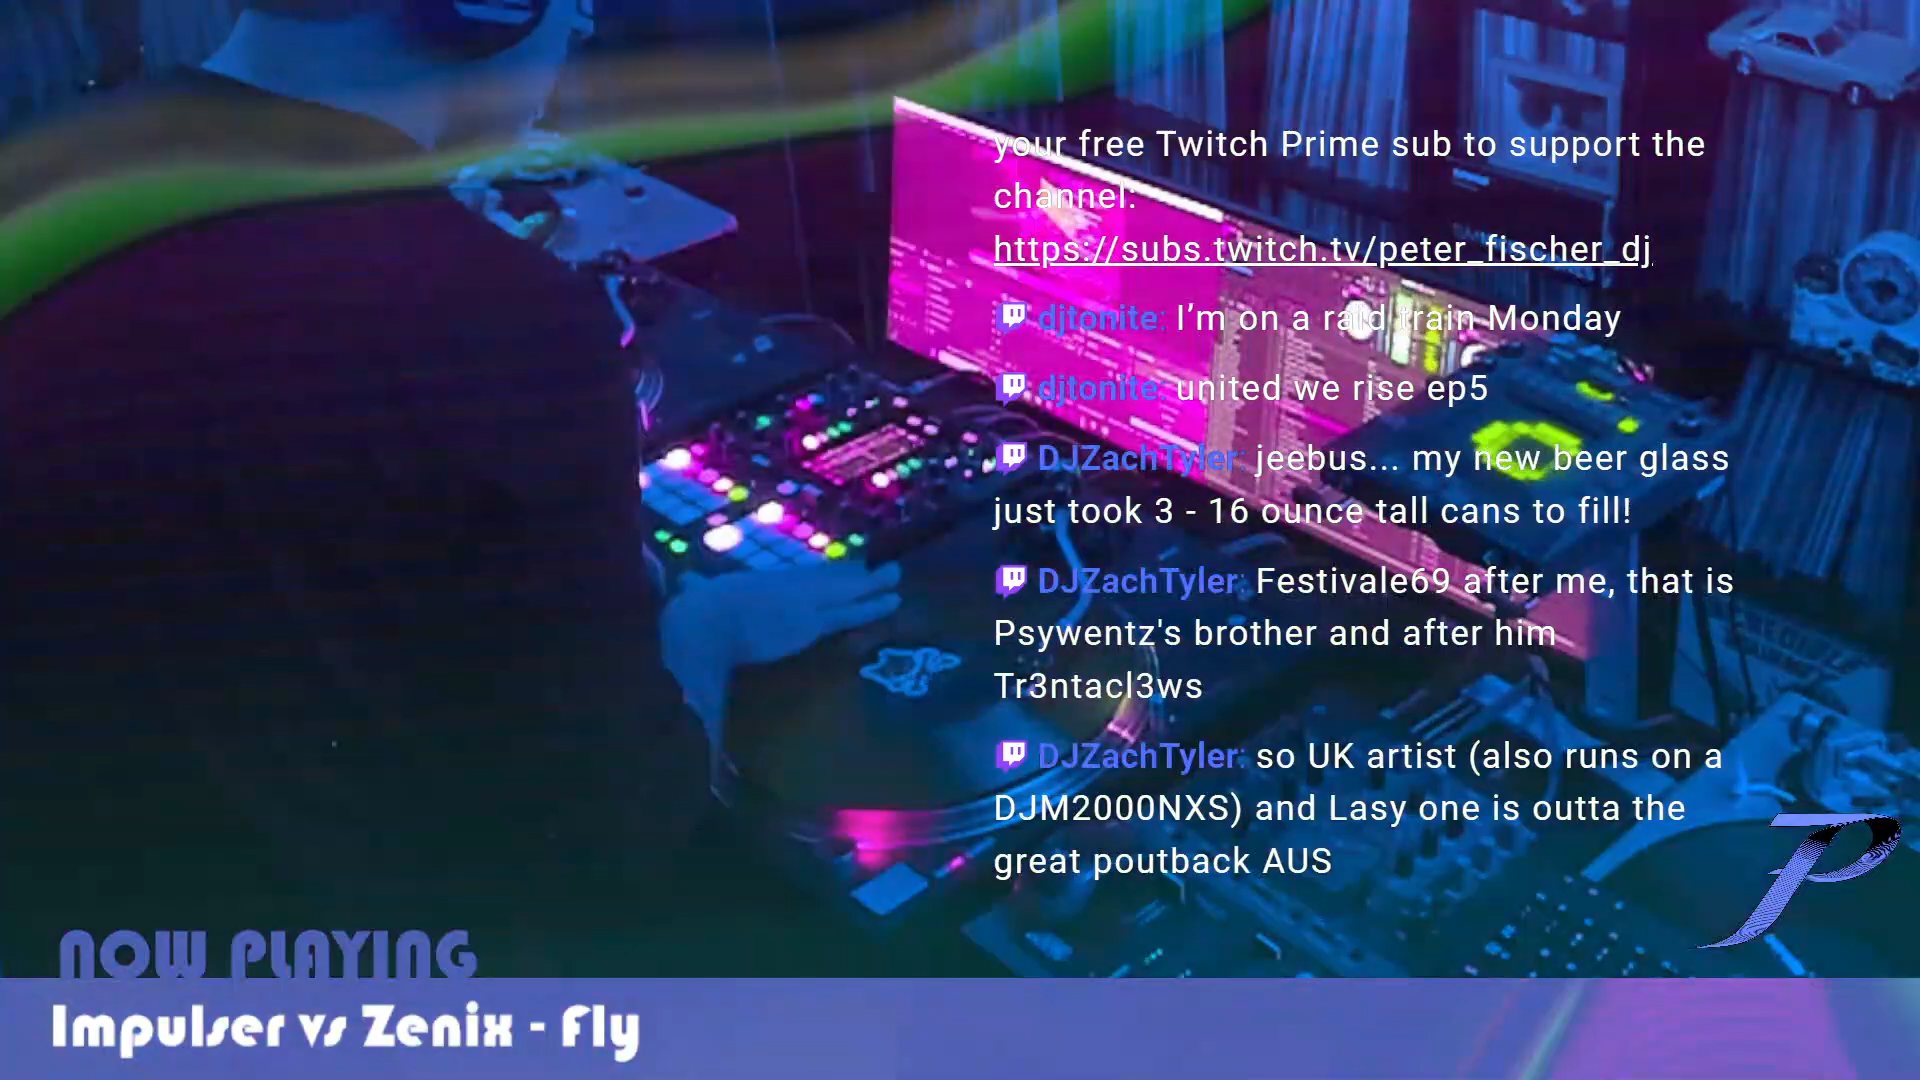 your free Twitch Prime sub to support the
channel:
https://subs.twitch.tv/peter_fischer_dj
djtonite: I’m on a raid train Monday
djtonite: united we rise ep5
DJZachTyler: jeebus... my new beer glass
just took 3 - 16 ounce tall cans to fill!
DJZachTyler: Festivale69 after me, that is
Psywentz's brother and after him
Tr3ntacl3ws
DJZachTyler: so UK artist (also runs on a
DJM2000NXS) and Lasy one is outta the
great poutback AUS
P
NOW PLAYING
Impulser vs Zenix - Fly